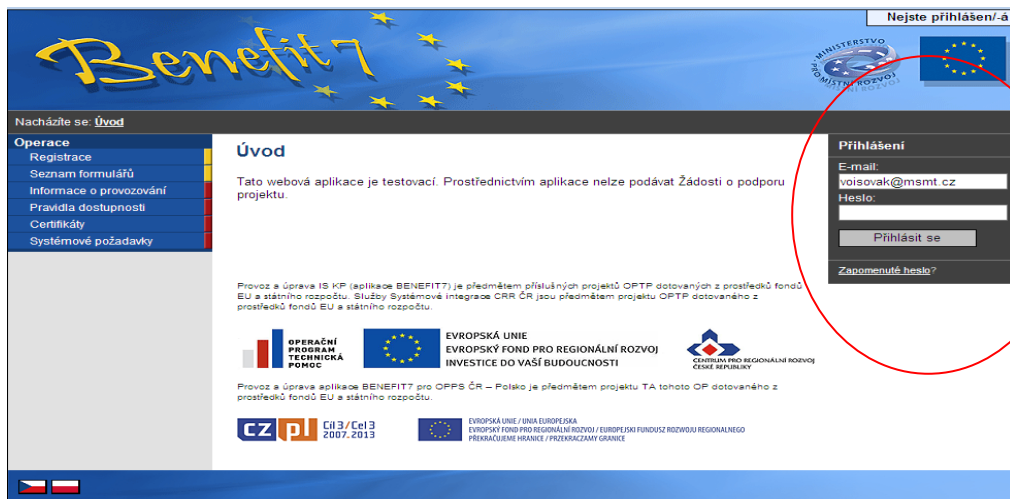 Nejste přihlášen/-á
Benefit7
MINISTERSTVO
PRO MÍSTNÍ ROZVOJ
Nacházíte se: Úvod
Operace
Registrace
Seznam formulářů
Informace o provozování
Pravidla dostupnosti
Certifikáty
Systémové požadavky
Úvod
Tato webová aplikace je testovací. Prostřednictvím aplikace nelze podávat Žádosti o podporu
projektu.
Přihlášení
E-mail:
voisovak@msmt.cz
Heslo:
Přihlásit se
Zapomenuté heslo?
Provoz a úprava IS KP (aplikace BENEFIT7) je předmětem příslušných projektů OPTP dotovaných z prostředků fondů
EU a státního rozpočtu. Služby Systémové integrace CRR ČR jsou předmětem projektu OPTP dotovaného z
prostředků fondů EU a státního rozpočtu.
OPERAČNÍ
PROGRAM
TECHNICKÁ
POMOC
EVROPSKÁ UNIE
EVROPSKÝ FOND PRO REGIONÁLNÍ ROZVOJ
INVESTICE DO VAŠÍ BUDOUCNOSTI
CENTRUM PRO REGIONÁLNÍ ROZVOJ
ČESKÉ REPUBLIKY
Provoz a úprava aplikace BENEFIT7 pro OPPS ČR – Polsko je předmětem projektu TA tohoto OP dotovaného z
prostředků fondů EU a státního rozpočtu.
CZ pl Cíl 3/Cel 3
2007-2013
EVROPSKÁ UNIE / UNIA EUROPEJSKA
EVROPSKÝ FOND PRO REGIONÁLNÍ ROZVOJ / EUROPEJSKI FUNDUSZ ROZWOJU REGIONALNEGO
PŘEKRAČUJEME HRANICE / PRZEKRACZAMY GRANICE